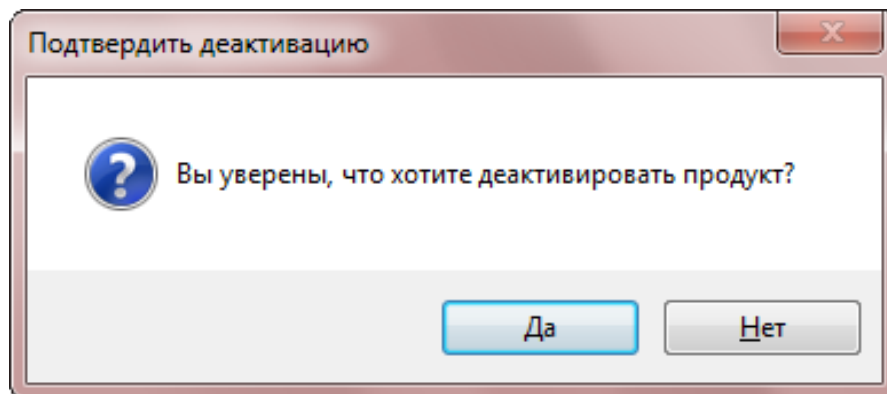 Подтвердить деактивацию
Вы уверены, что хотите деактивировать продукт?
Да
Нет